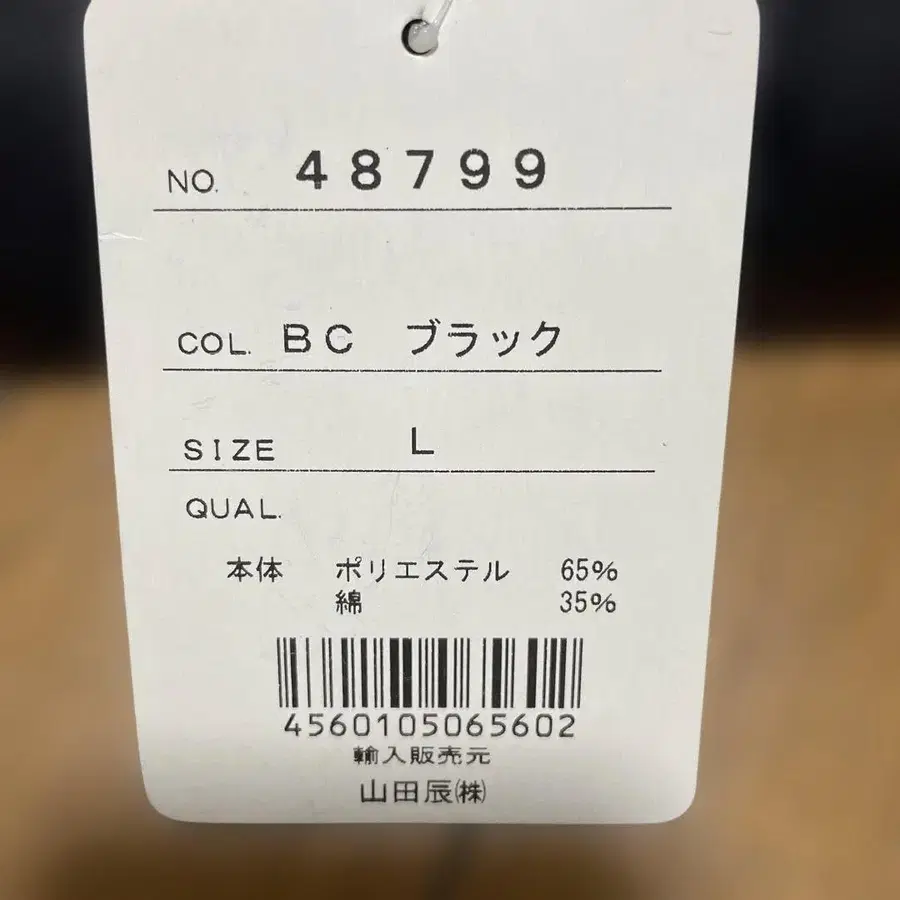 NO. 48799
COL. BC ブラック
SIZE L
QUAL.
本体 ポリエステル 65%
綿 35%
4560105065602
輸入販売元
山田辰㈱